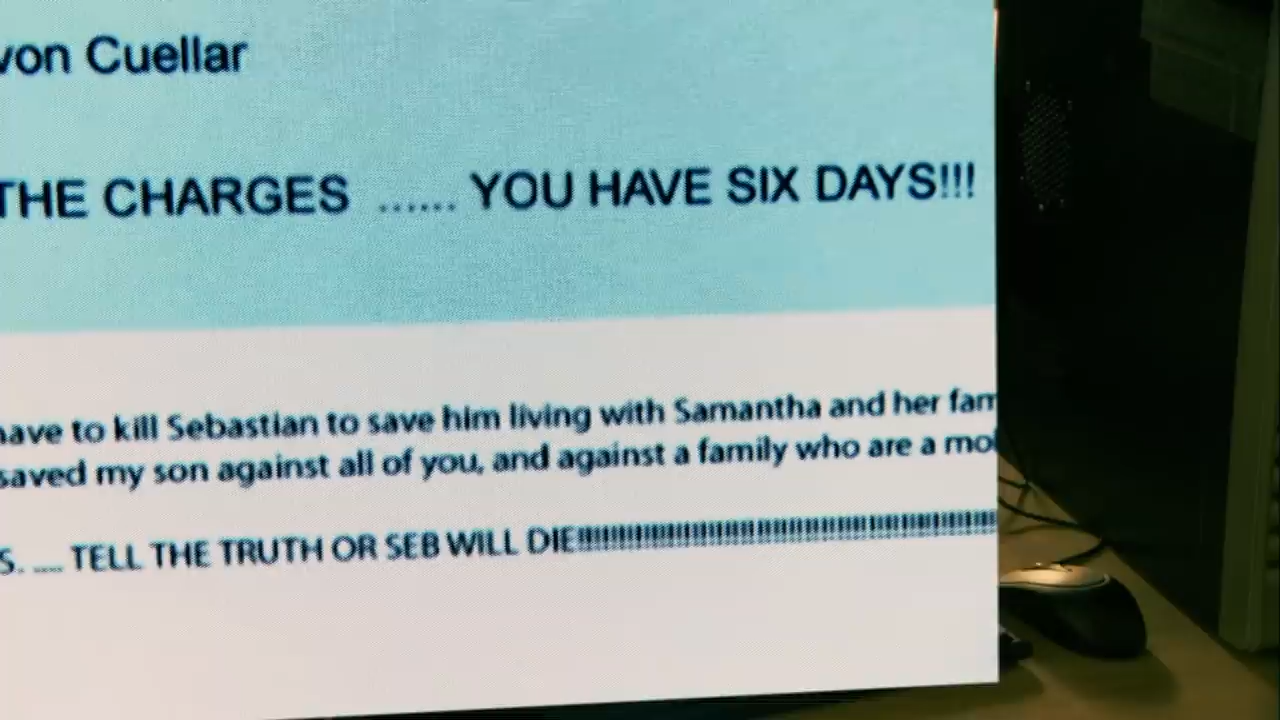 von Cuellar
THE CHARGES ...... YOU HAVE SIX DAYS!!!
have to kill Sebastian to save him living with Samantha and her fam
saved my son against all of you, and against a family who are a mo
S. .... TELL THE TRUTH OR SEB WILL DIE!!!!!!!!!!!!!!!!!!!!!!!!!!!!!!!!!!!!!!!!!!!!!!!!!!!!!!!!!!!!!!!!!!!!